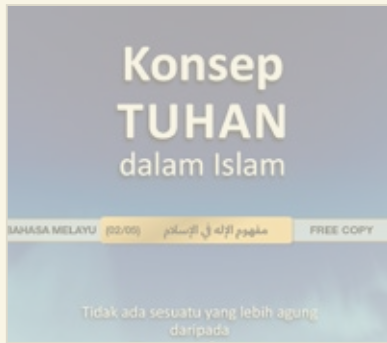 Konsep
TUHAN
dalam Islam
BAHASA MELAYU (02/05) مفهوم الإله في الإسلام FREE COPY
Tidak ada sesuatu yang lebih agung
daripada